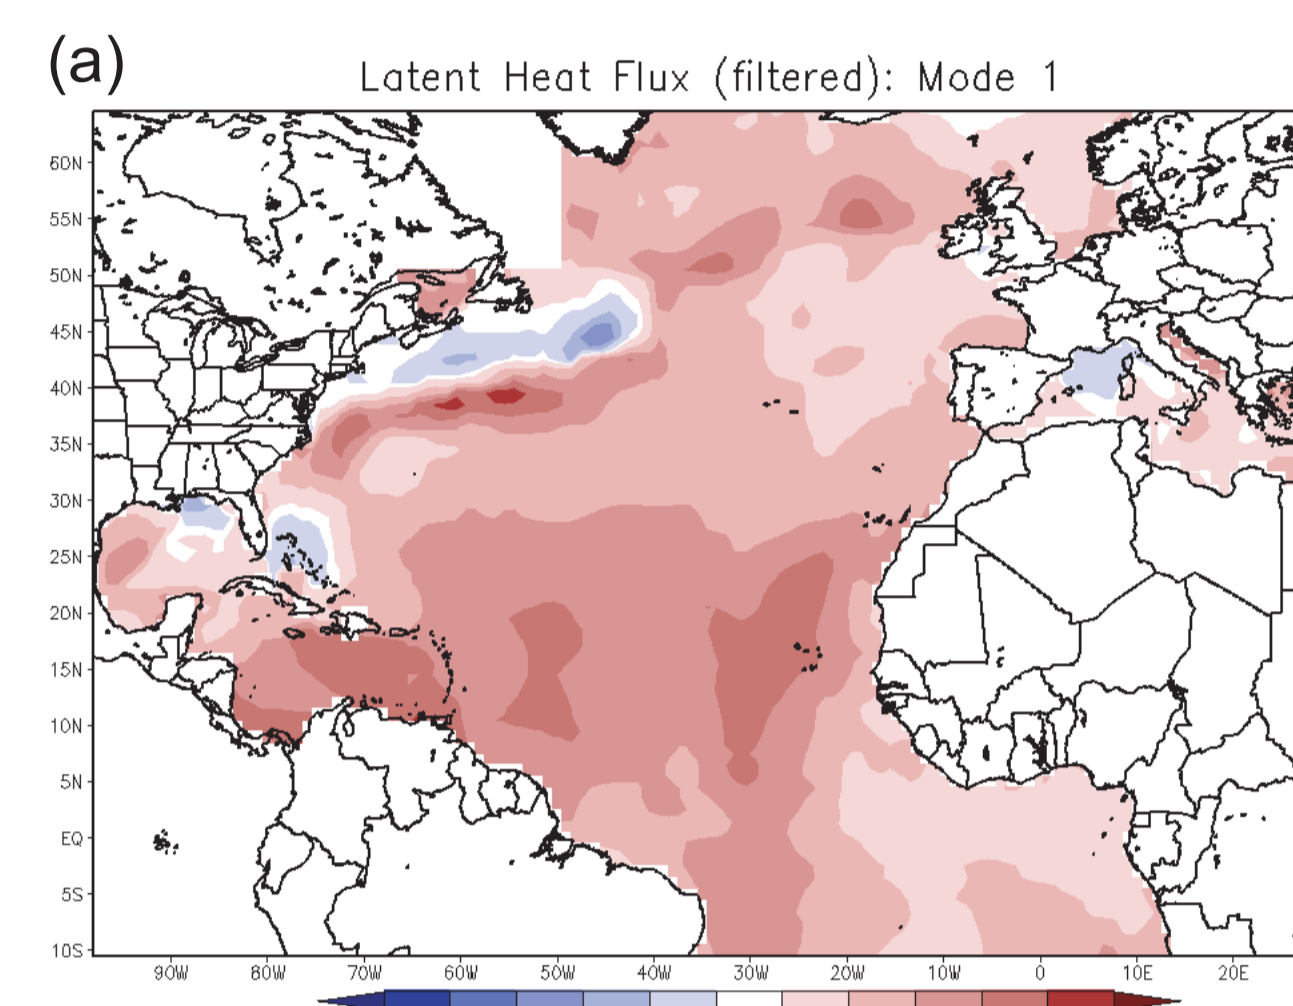 (a)
Latent Heat Flux (filtered): Mode 1
60N
55N
50N
45N
40N
35N
30N
25N
20N
15N
10N
5N
EQ
5S
10S
90W 80W 70W 60W 50W 40W 30W 20W 10W 0 10E 20E